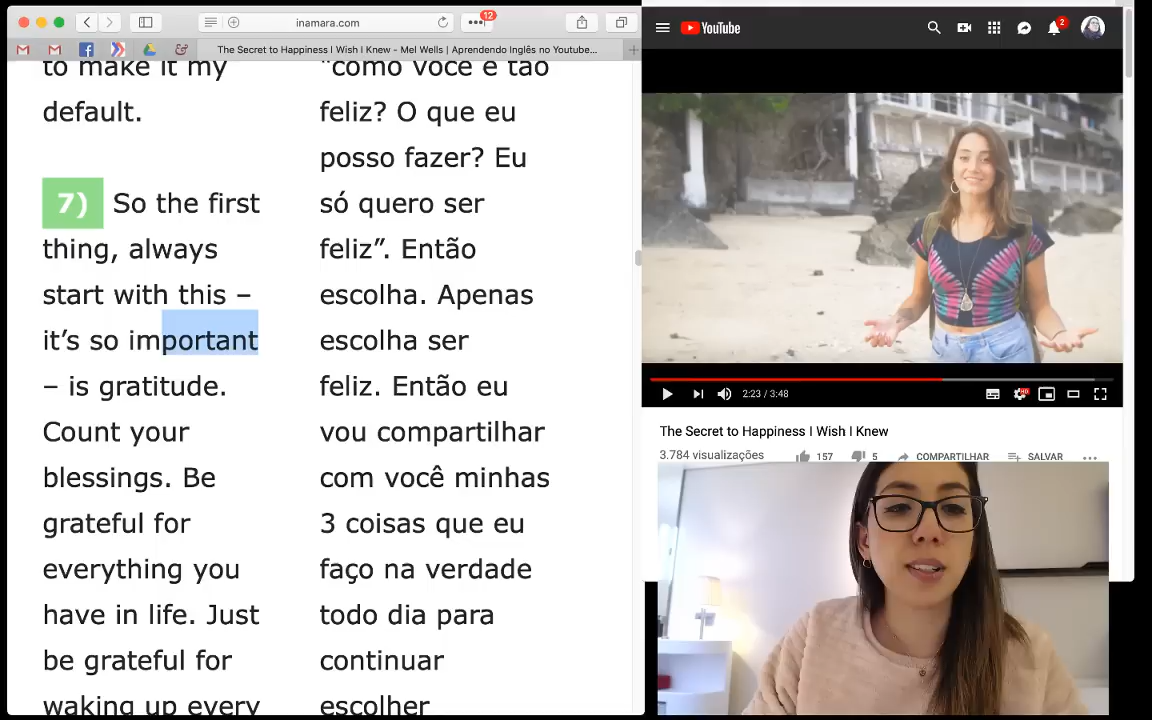 inamara.com
12
The Secret to Happiness I Wish I Knew - Mel Wells | Aprendendo Inglês no Youtube...
to make it my
default.
7) So the first
thing, always
start with this –
it's so important
– is gratitude.
Count your
blessings. Be
grateful for
everything you
have in life. Just
be grateful for
waking up every
"como você é tão
feliz? O que eu
posso fazer? Eu
só quero ser
feliz". Então
escolha. Apenas
escolha ser
feliz. Então eu
vou compartilhar
com você minhas
3 coisas que eu
faço na verdade
todo dia para
continuar
escolher
YouTube
2
2:23 / 3:48
HD
The Secret to Happiness I Wish I Knew
3.784 visualizações
157
5
COMPARTILHAR
SALVAR